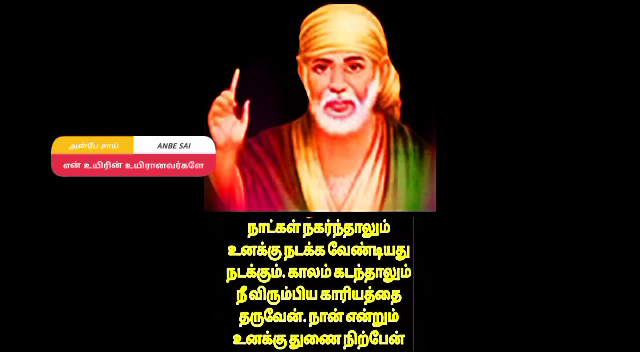 அன்பே சாய் ANBE SAI
என் உயிரின் உயிரானவர்களே
நாட்கள் நகர்ந்தாலும்
உனக்கு நடக்க வேண்டியது
நடக்கும். காலம் கடந்தாலும்
நீ விரும்பிய காரியத்தை
தருவேன். நான் என்றும்
உனக்கு துணை நிற்பேன்